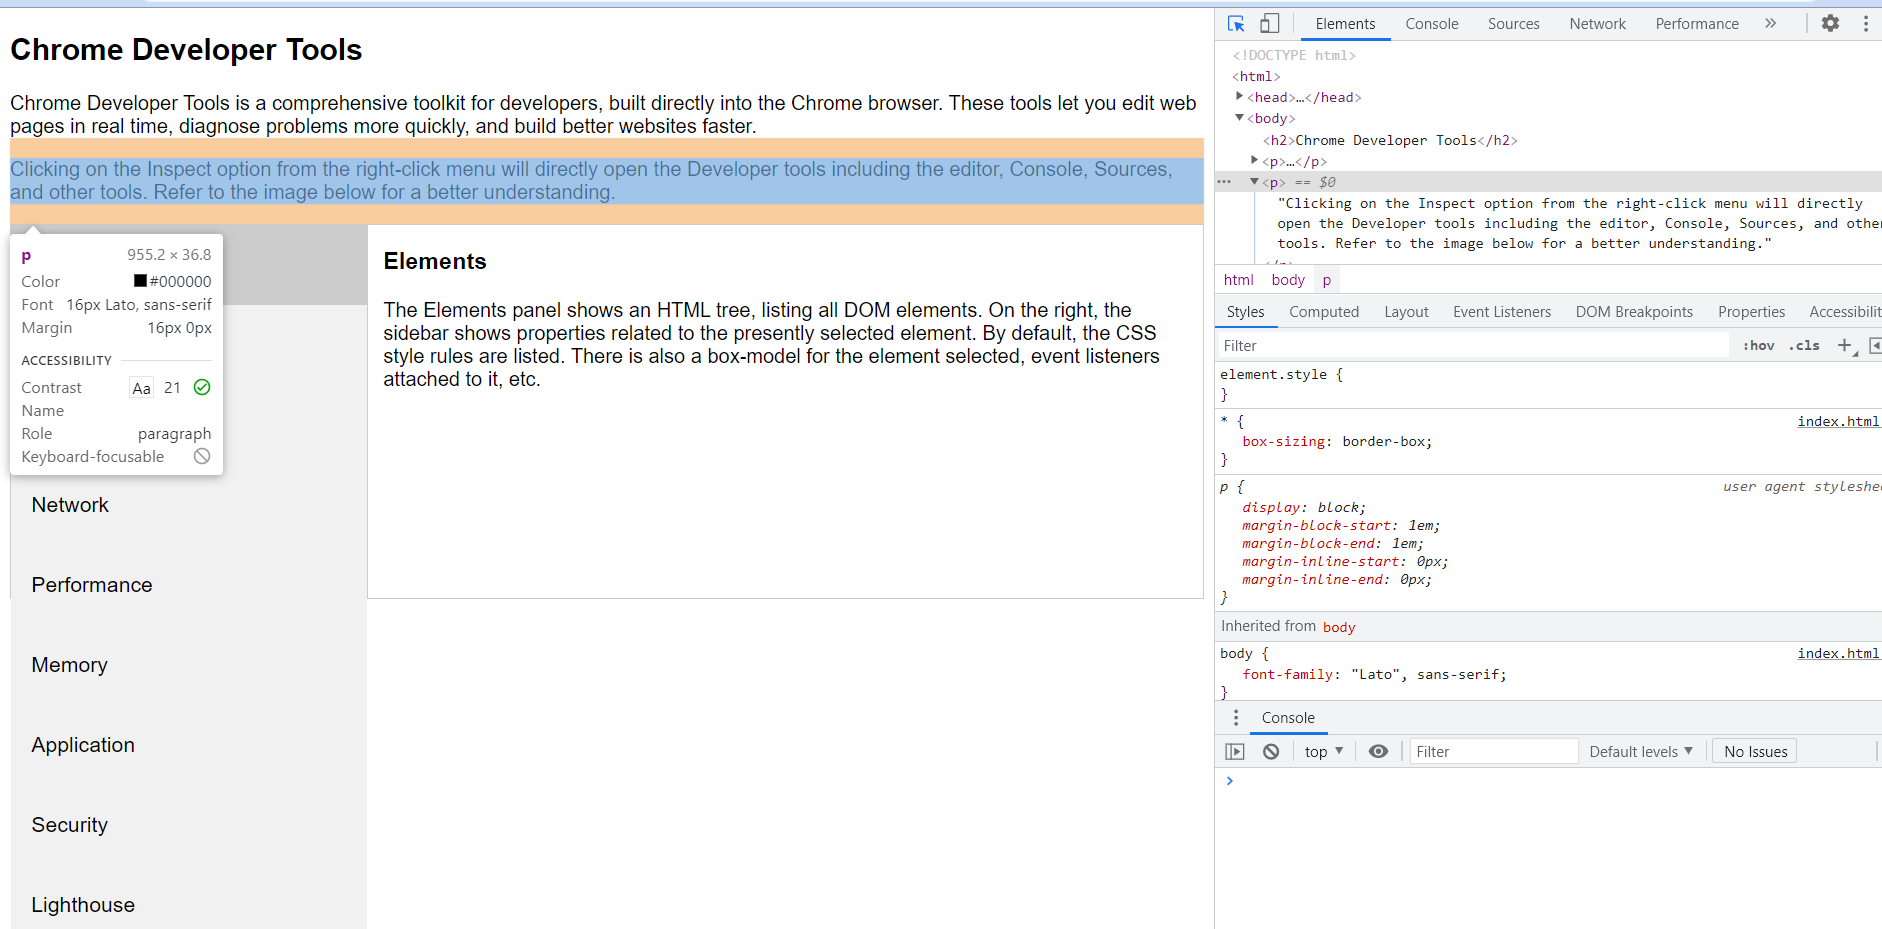 Chrome Developer Tools
Chrome Developer Tools is a comprehensive toolkit for developers, built directly into the Chrome browser. These tools let you edit web
pages in real time, diagnose problems more quickly, and build better websites faster.
Clicking on the Inspect option from the right-click menu will directly open the Developer tools including the editor, Console, Sources,
and other tools. Refer to the image below for a better understanding.
p 955.2 × 36.8
Color #000000
Font 16px Lato, sans-serif
Margin 16px 0px
ACCESSIBILITY
Contrast Aa 21
Name
Role paragraph
Keyboard-focusable
Network
Performance
Memory
Application
Security
Lighthouse
Elements
The Elements panel shows an HTML tree, listing all DOM elements. On the right, the
sidebar shows properties related to the presently selected element. By default, the CSS
style rules are listed. There is also a box-model for the element selected, event listeners
attached to it, etc.
Elements Console Sources Network Performance »
<!DOCTYPE html>
<html>
<head>…</head>
<body>
<h2>Chrome Developer Tools</h2>
<p>…</p>
<p> == $0
"Clicking on the Inspect option from the right-click menu will directly
open the Developer tools including the editor, Console, Sources, and other
tools. Refer to the image below for a better understanding."
html body p
Styles Computed Layout Event Listeners DOM Breakpoints Properties Accessibilit
Filter :hov .cls +
element.style {
}
* { index.html
box-sizing: border-box;
}
p { user agent styleshe
display: block;
margin-block-start: 1em;
margin-block-end: 1em;
margin-inline-start: 0px;
margin-inline-end: 0px;
}
Inherited from body
body { index.html
font-family: "Lato", sans-serif;
}
Console
top Filter Default levels No Issues